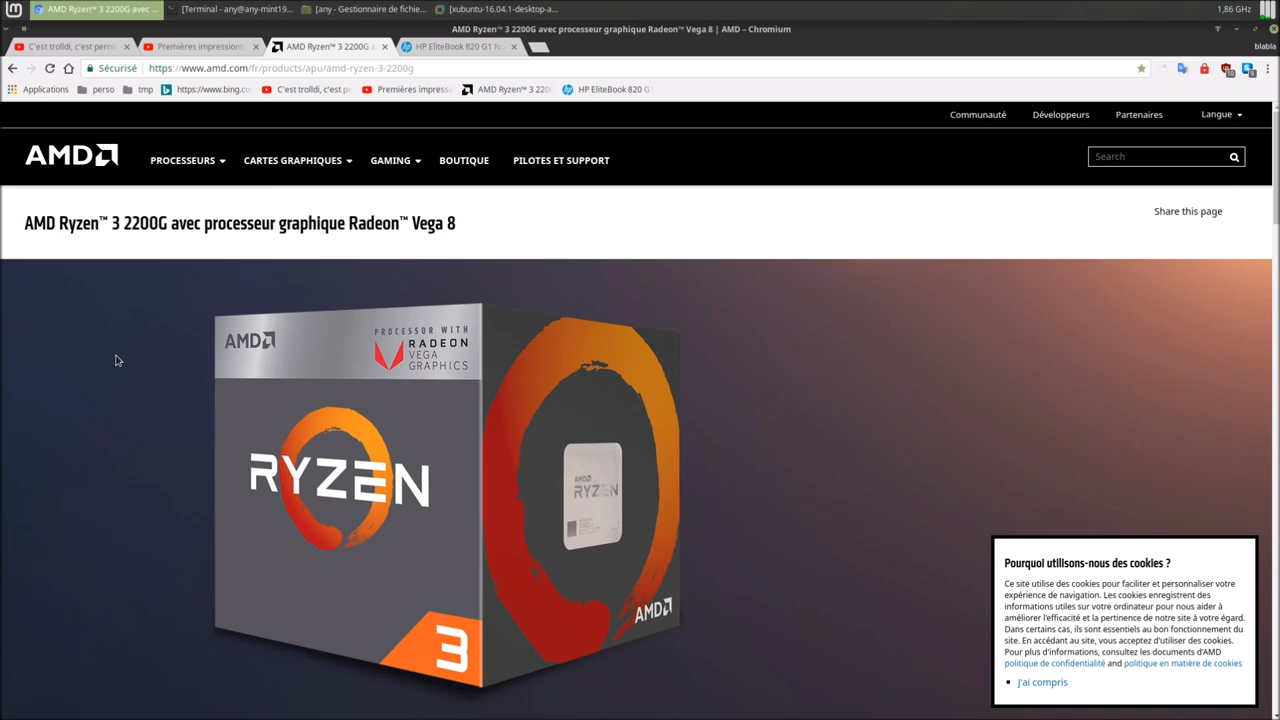 AMD Ryzen™ 3 2200G avec ...
[Terminal - any@any-mint19...
[any - Gestionnaire de fichie...
[xubuntu-16.04.1-desktop-a...
1,86 GHz
AMD Ryzen™ 3 2200G avec processeur graphique Radeon™ Vega 8 | AMD – Chromium
C'est trolldi, c'est perm
Premières impressions
AMD Ryzen™ 3 2200G a
HP EliteBook 820 G1 No
blabla
Sécurisé
https://www.amd.com/fr/products/apu/amd-ryzen-3-2200g
Applications
perso
tmp
https://www.bing.co
C'est trolldi, c'est pe
Premières impressi
AMD Ryzen™ 3 220
HP EliteBook 820 G
Communauté
Développeurs
Partenaires
Langue
AMD
PROCESSEURS
CARTES GRAPHIQUES
GAMING
BOUTIQUE
PILOTES ET SUPPORT
Search
AMD Ryzen™ 3 2200G avec processeur graphique Radeon™ Vega 8
Share this page
AMD
PROCESSOR WITH
RADEON
VEGA
GRAPHICS
RYZEN
3
AMD
RYZEN
AMD
Pourquoi utilisons-nous des cookies ?
Ce site utilise des cookies pour faciliter et personnaliser votre
expérience de navigation. Les cookies enregistrent des
informations utiles sur votre ordinateur pour nous aider à
améliorer l'efficacité et la pertinence de notre site à votre égard.
Dans certains cas, ils sont essentiels au bon fonctionnement du
site. En accédant au site, vous acceptez d'utiliser des cookies.
Pour plus d'informations, consultez les documents d'AMD
politique de confidentialité and politique en matière de cookies
J'ai compris